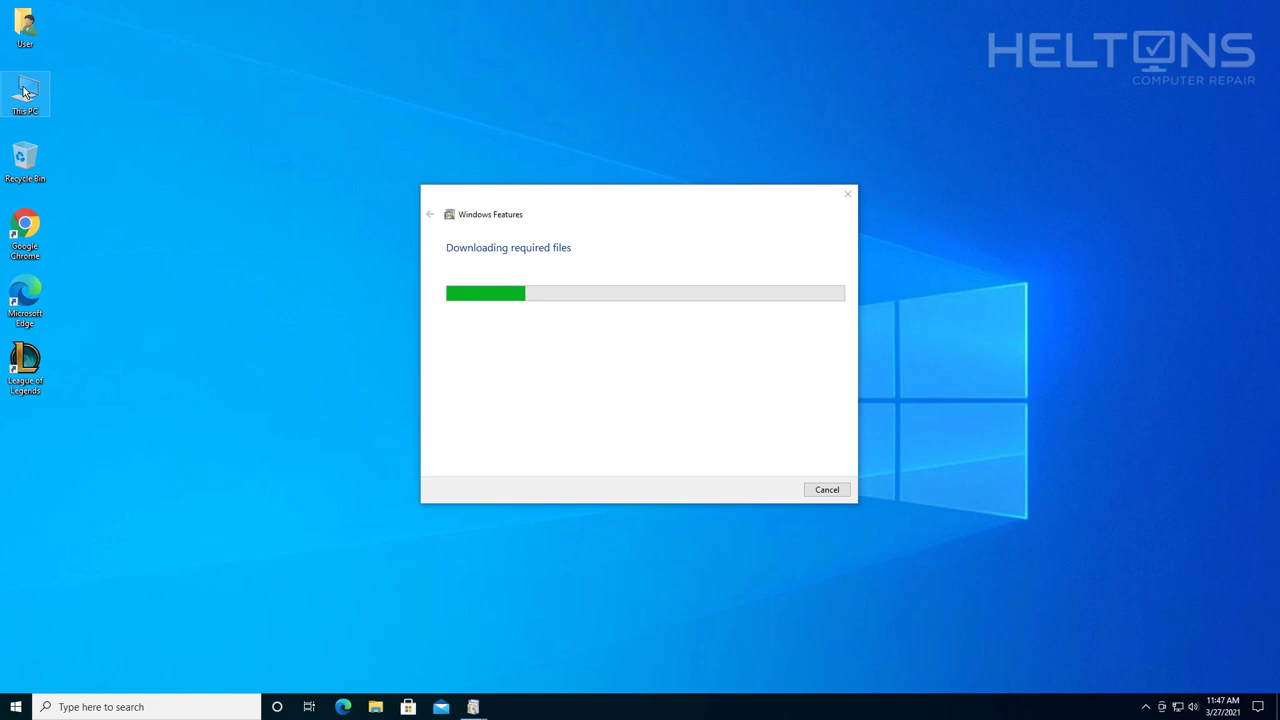 User
This PC
Recycle Bin
Google
Chrome
Microsoft
Edge
League of
Legends
HELTONS
COMPUTER REPAIR
Windows Features
Downloading required files
Cancel
Type here to search
11:47 AM
3/27/2021